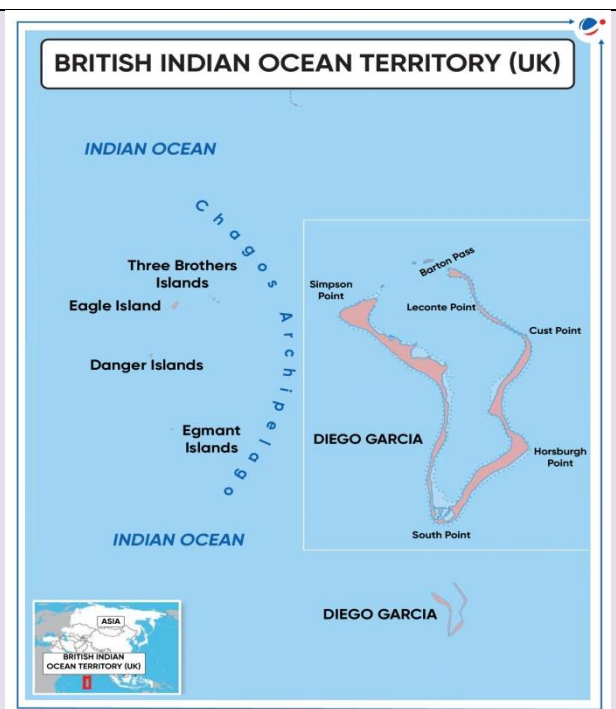 BRITISH INDIAN OCEAN TERRITORY (UK)
INDIAN OCEAN
Chagos Archipelago
Three Brothers
Islands
Eagle Island
Danger Islands
Egmant
Islands
INDIAN OCEAN
Barton Pass
Simpson
Point
Leconte Point
Cust Point
DIEGO GARCIA
Horsburgh
Point
South Point
DIEGO GARCIA
ASIA
BRITISH INDIAN
OCEAN TERRITORY (UK)